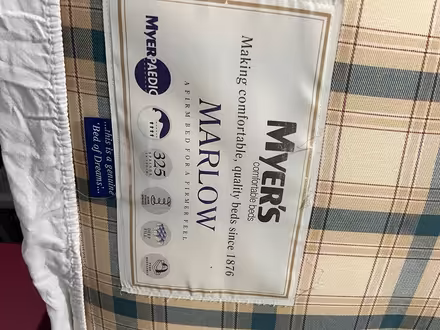 MYER'S
comfortable beds
Making comfortable, quality beds since 1876
MARLOW
A FIRM BED FOR A FIRMER FEEL
MYERPAEDIC
325
...this is a genuine
'Bed of Dreams'...